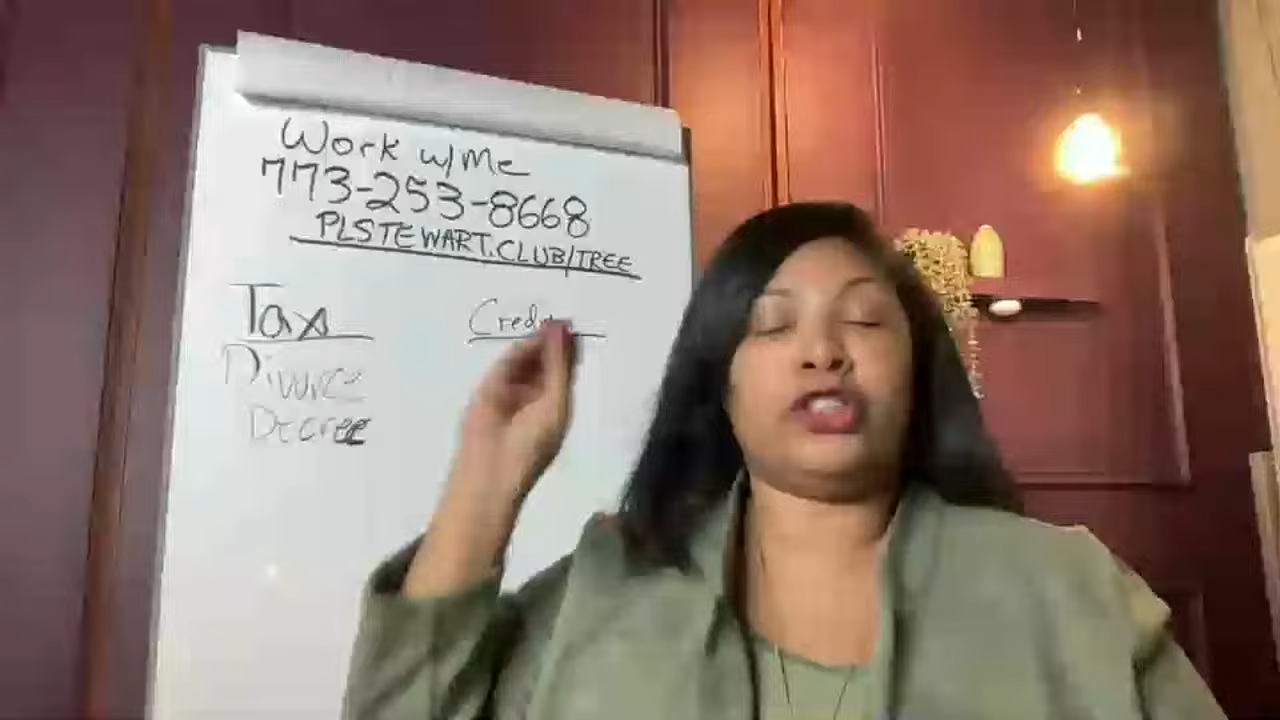 Work w/Me
773-253-8668
PLSTEWART.CLUB/TREE
Tax
Divorce
Decree